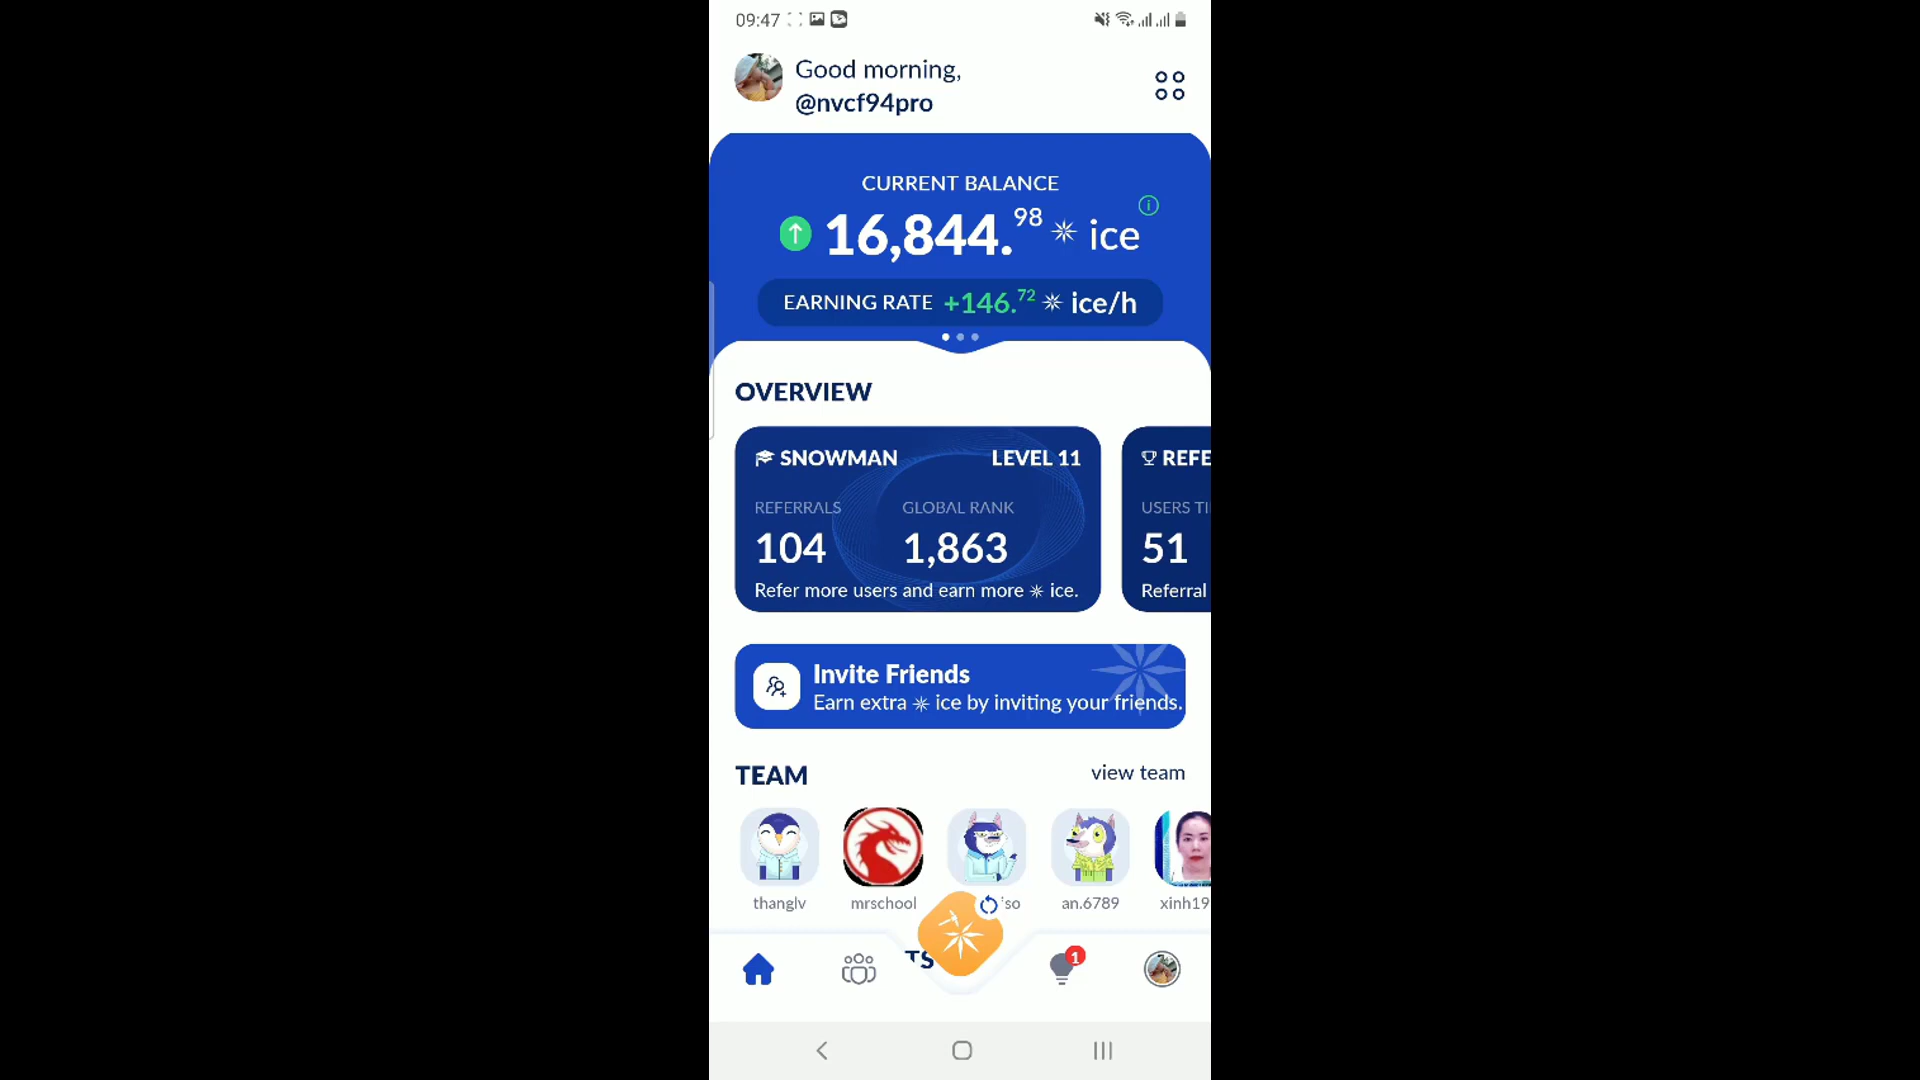 09:47
Good morning,
@nvcf94pro
CURRENT BALANCE
16,844.98 ice
EARNING RATE +146.72 ice/h
OVERVIEW
SNOWMAN LEVEL 11
REFERRALS GLOBAL RANK
104 1,863
Refer more users and earn more ice.
REFE
USERS TI
51
Referral
Invite Friends
Earn extra ice by inviting your friends.
TEAM view team
thanglv mrschool 'so an.6789 xinh19
TS
1